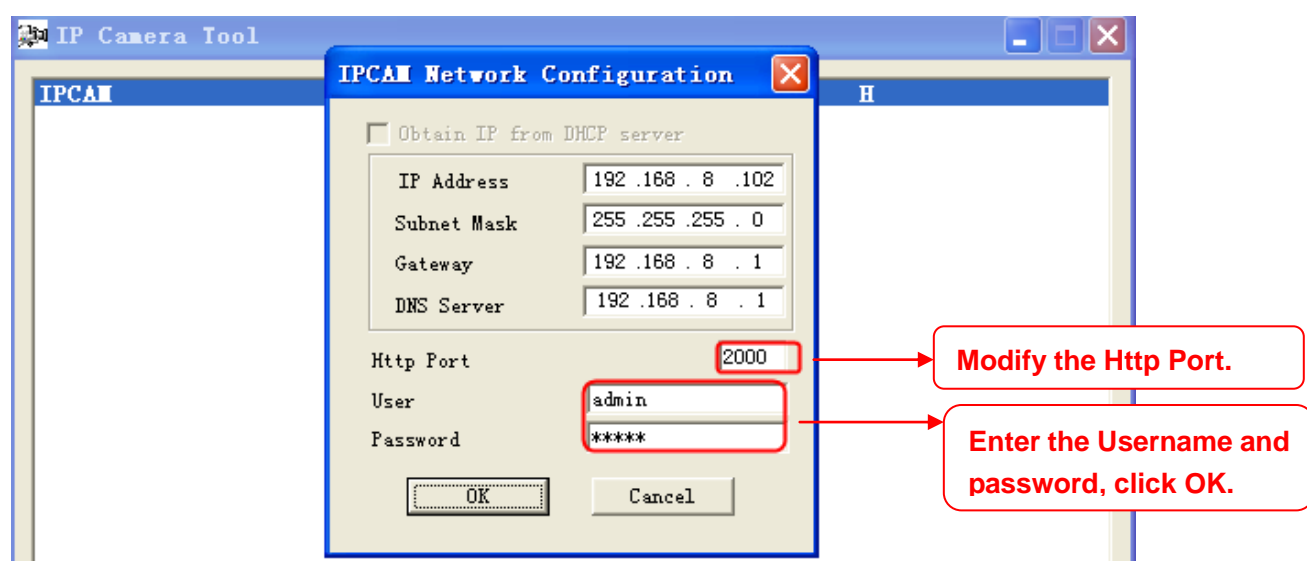 IP Camera Tool
IPCAM Network Configuration
IPCAM
H
Obtain IP from DHCP server
IP Address 192 .168 . 8 .102
Subnet Mask 255 .255 .255 . 0
Gateway 192 .168 . 8 . 1
DNS Server 192 .168 . 8 . 1
Http Port 2000
Modify the Http Port.
User admin
Password *****
Enter the Username and
password, click OK.
OK Cancel